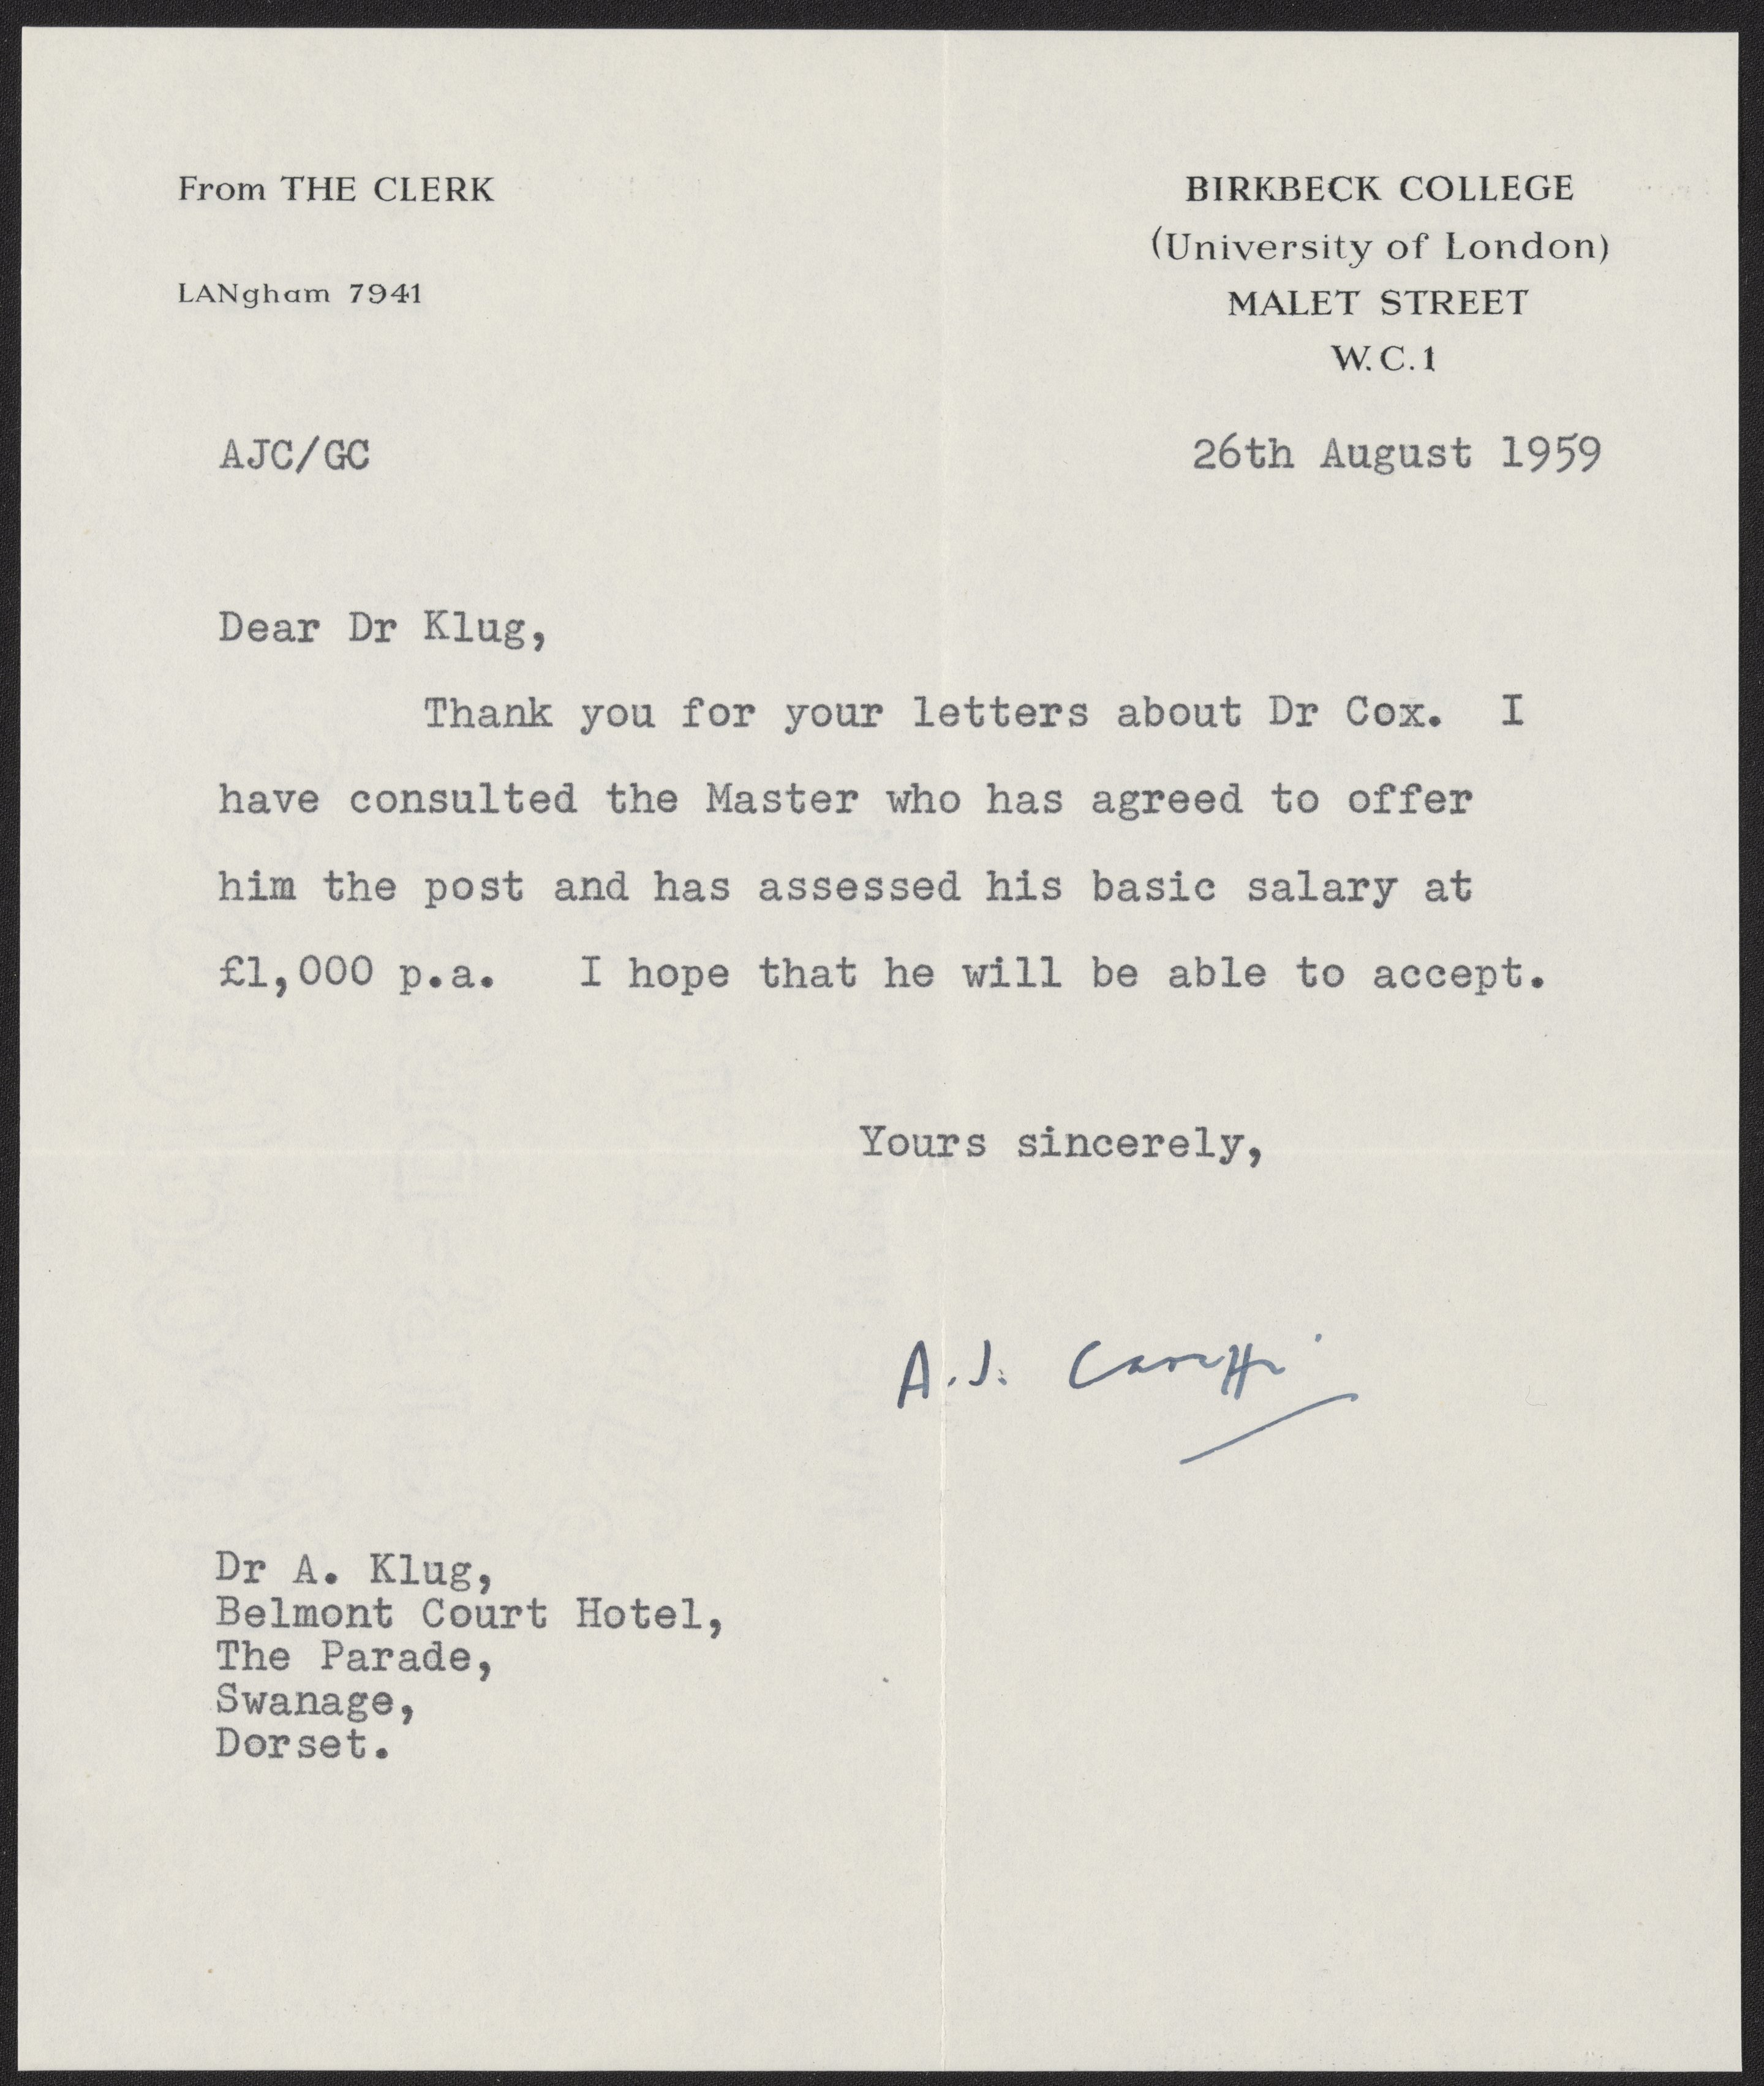 From THE CLERK
LANgham 7941
BIRKBECK COLLEGE
(University of London)
MALET STREET
W.C.1
AJC/GC
26th August 1959
Dear Dr Klug,
Thank you for your letters about Dr Cox. I
have consulted the Master who has agreed to offer
him the post and has assessed his basic salary at
£1,000 p.a. I hope that he will be able to accept.
Yours sincerely,
A.J. Caraffi
Dr A. Klug,
Belmont Court Hotel,
The Parade,
Swanage,
Dorset.